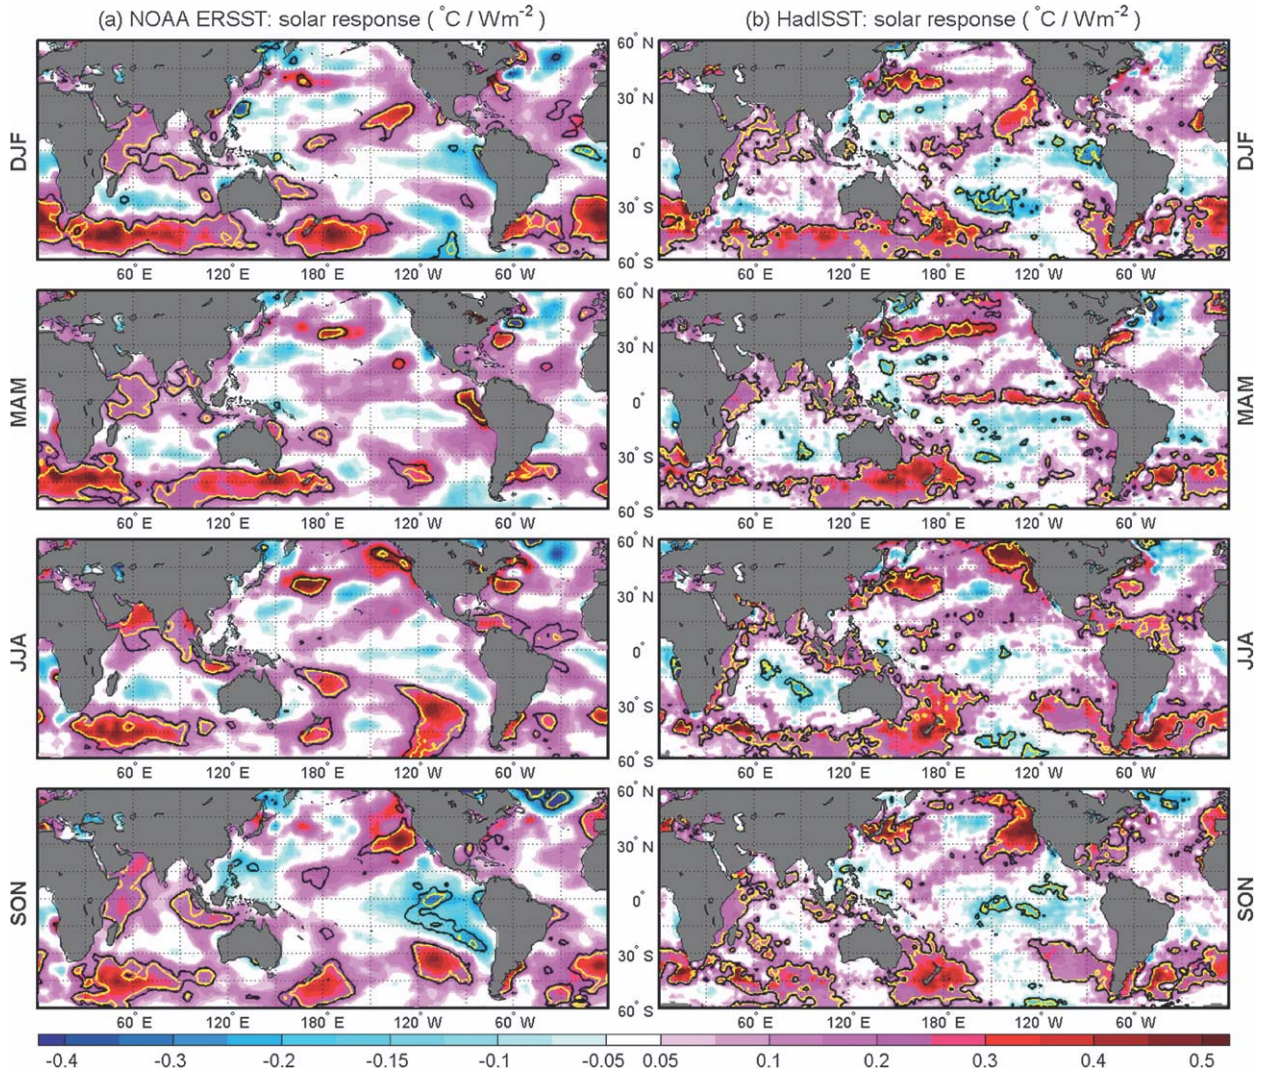 (a) NOAA ERSST: solar response ( °C / Wm-2 )
(b) HadISST: solar response ( °C / Wm-2 )
DJF
60° N
30° N
0°
30° S
60° S
DJF
60° E 120° E 180° E 120° W 60° W
60° E 120° E 180° E 120° W 60° W
MAM
60° N
30° N
0°
30° S
60° S
MAM
60° E 120° E 180° E 120° W 60° W
60° E 120° E 180° E 120° W 60° W
JJA
60° N
30° N
0°
30° S
60° S
JJA
60° E 120° E 180° E 120° W 60° W
60° E 120° E 180° E 120° W 60° W
SON
60° N
30° N
0°
30° S
60° S
SON
60° E 120° E 180° E 120° W 60° W
60° E 120° E 180° E 120° W 60° W
-0.4 -0.3 -0.2 -0.15 -0.1 -0.05 0.05 0.1 0.2 0.3 0.4 0.5